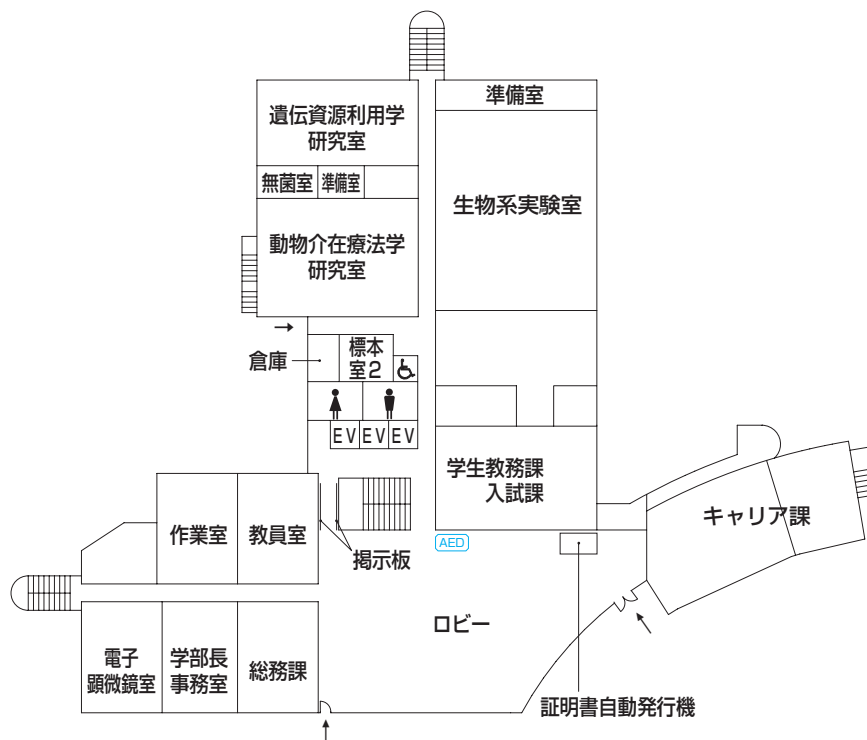 準備室
遺伝資源利用学
研究室
無菌室
準備室
生物系実験室
動物介在療法学
研究室
倉庫
標本
室2
EV
EV
EV
学生教務課
入試課
キャリア課
作業室
教員室
掲示板
AED
ロビー
電子
顕微鏡室
学部長
事務室
総務課
証明書自動発行機